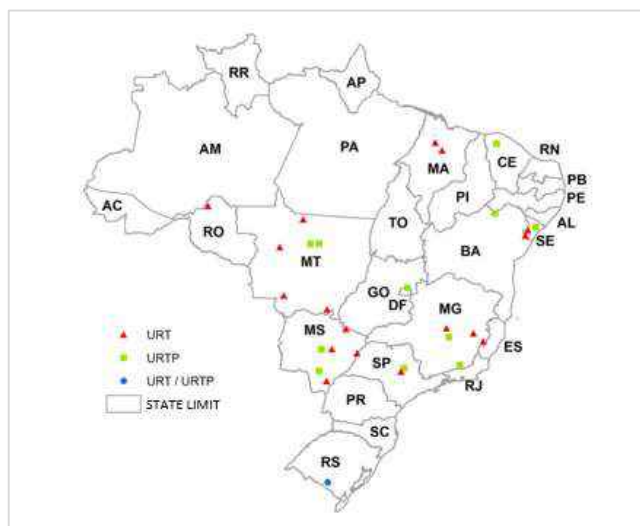 RR
AP
AM
PA
MA
CE
RN
PB
PE
AL
SE
PI
AC
RO
TO
BA
MT
GO
DF
MG
ES
MS
SP
RJ
PR
SC
RS
URT
URTP
URT / URTP
STATE LIMIT